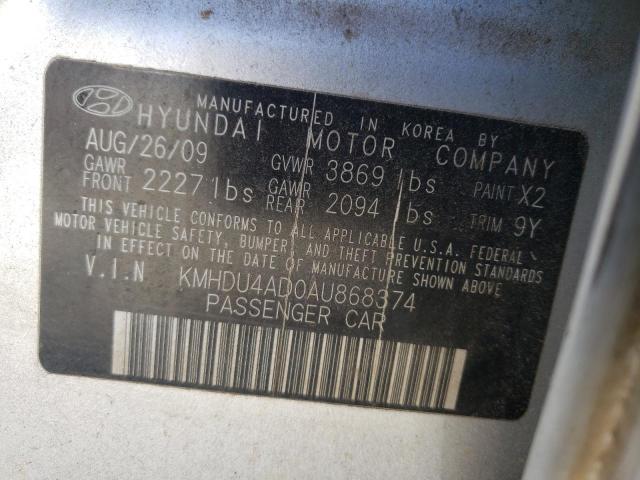 MANUFACTURED IN KOREA BY
HYUNDAI MOTOR COMPANY
AUG/26/09 GVWR 3869 lbs PAINT X2
GAWR FRONT 2227 lbs GAWR REAR 2094 lbs TRIM 9Y
THIS VEHICLE CONFORMS TO ALL APPLICABLE U.S.A. FEDERAL
MOTOR VEHICLE SAFETY, BUMPER, AND THEFT PREVENTION STANDARDS
IN EFFECT ON THE DATE OF MANUFACTURE SHOWN ABOVE.
V.I.N KMHDU4AD0AU868374
PASSENGER CAR